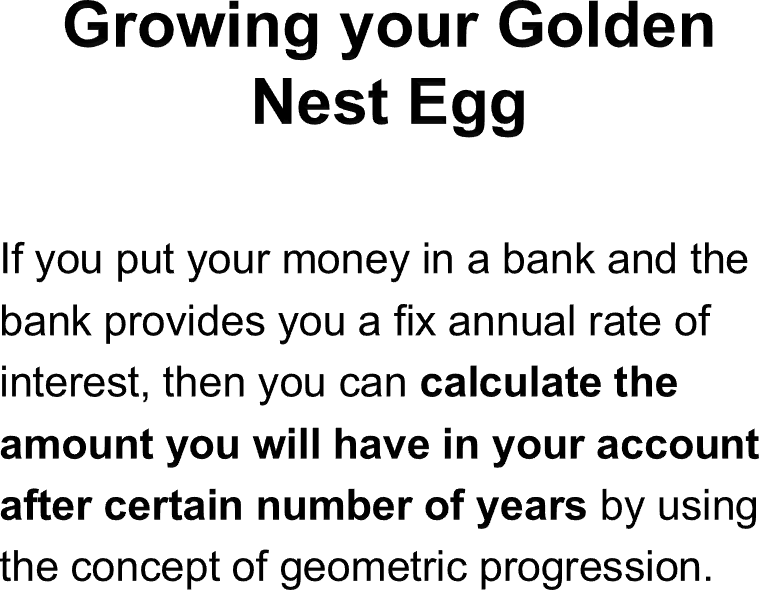 Growing your Golden
Nest Egg
If you put your money in a bank and the
bank provides you a fix annual rate of
interest, then you can calculate the
amount you will have in your account
after certain number of years by using
the concept of geometric progression.